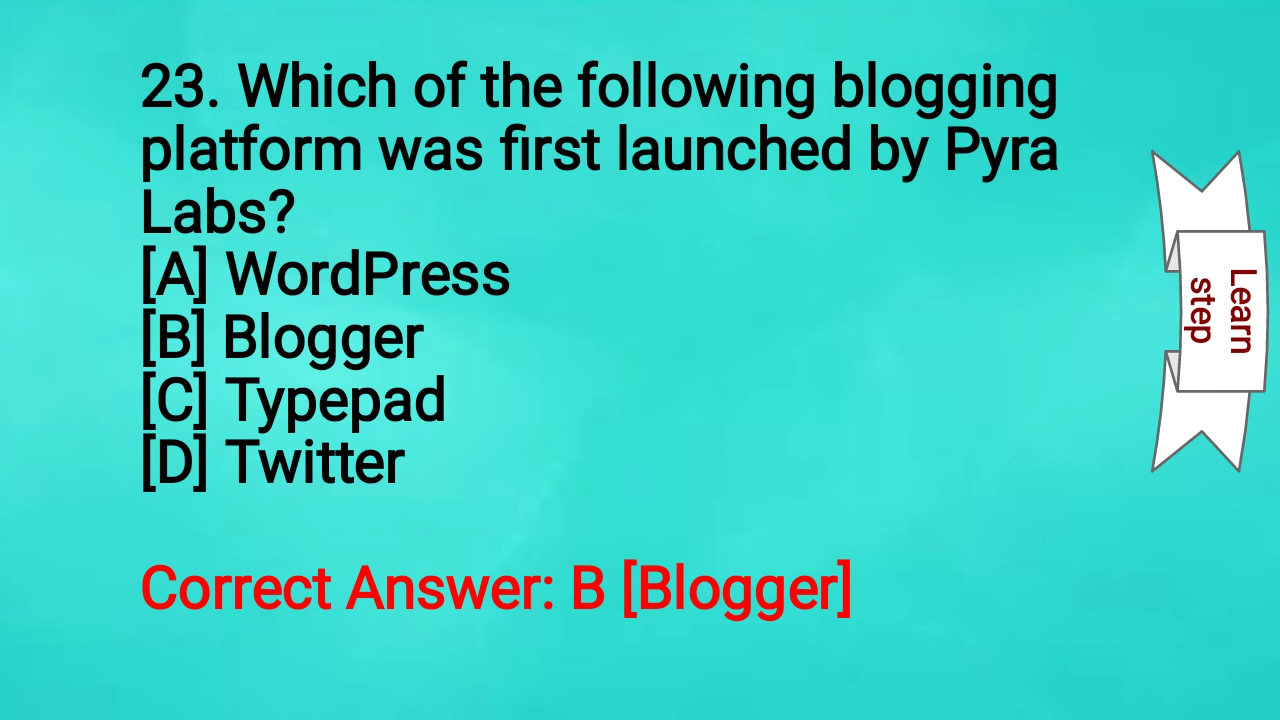 23. Which of the following blogging
platform was first launched by Pyra
Labs?
[A] WordPress
[B] Blogger
[C] Typepad
[D] Twitter
Correct Answer: B [Blogger]
Learn
step